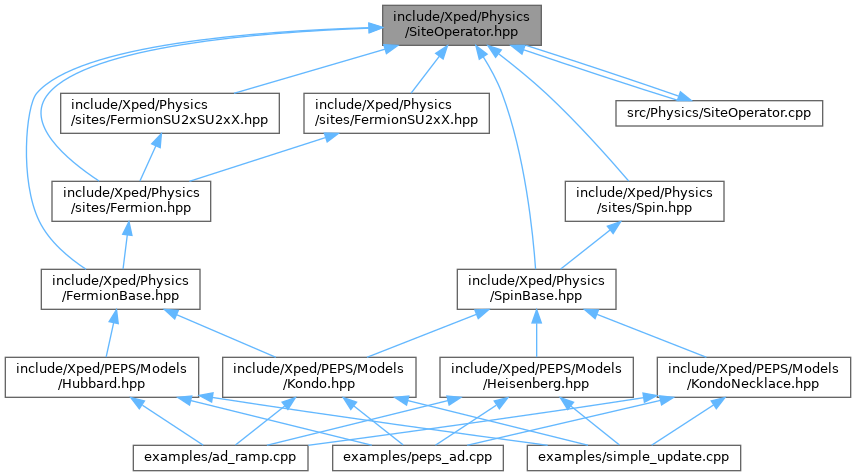 include/Xped/Physics
/SiteOperator.hpp
include/Xped/Physics
/sites/FermionSU2xSU2xX.hpp
include/Xped/Physics
/sites/FermionSU2xX.hpp
src/Physics/SiteOperator.cpp
include/Xped/Physics
/sites/Fermion.hpp
include/Xped/Physics
/sites/Spin.hpp
include/Xped/Physics
/FermionBase.hpp
include/Xped/Physics
/SpinBase.hpp
include/Xped/PEPS/Models
/Hubbard.hpp
include/Xped/PEPS/Models
/Kondo.hpp
include/Xped/PEPS/Models
/Heisenberg.hpp
include/Xped/PEPS/Models
/KondoNecklace.hpp
examples/ad_ramp.cpp
examples/peps_ad.cpp
examples/simple_update.cpp